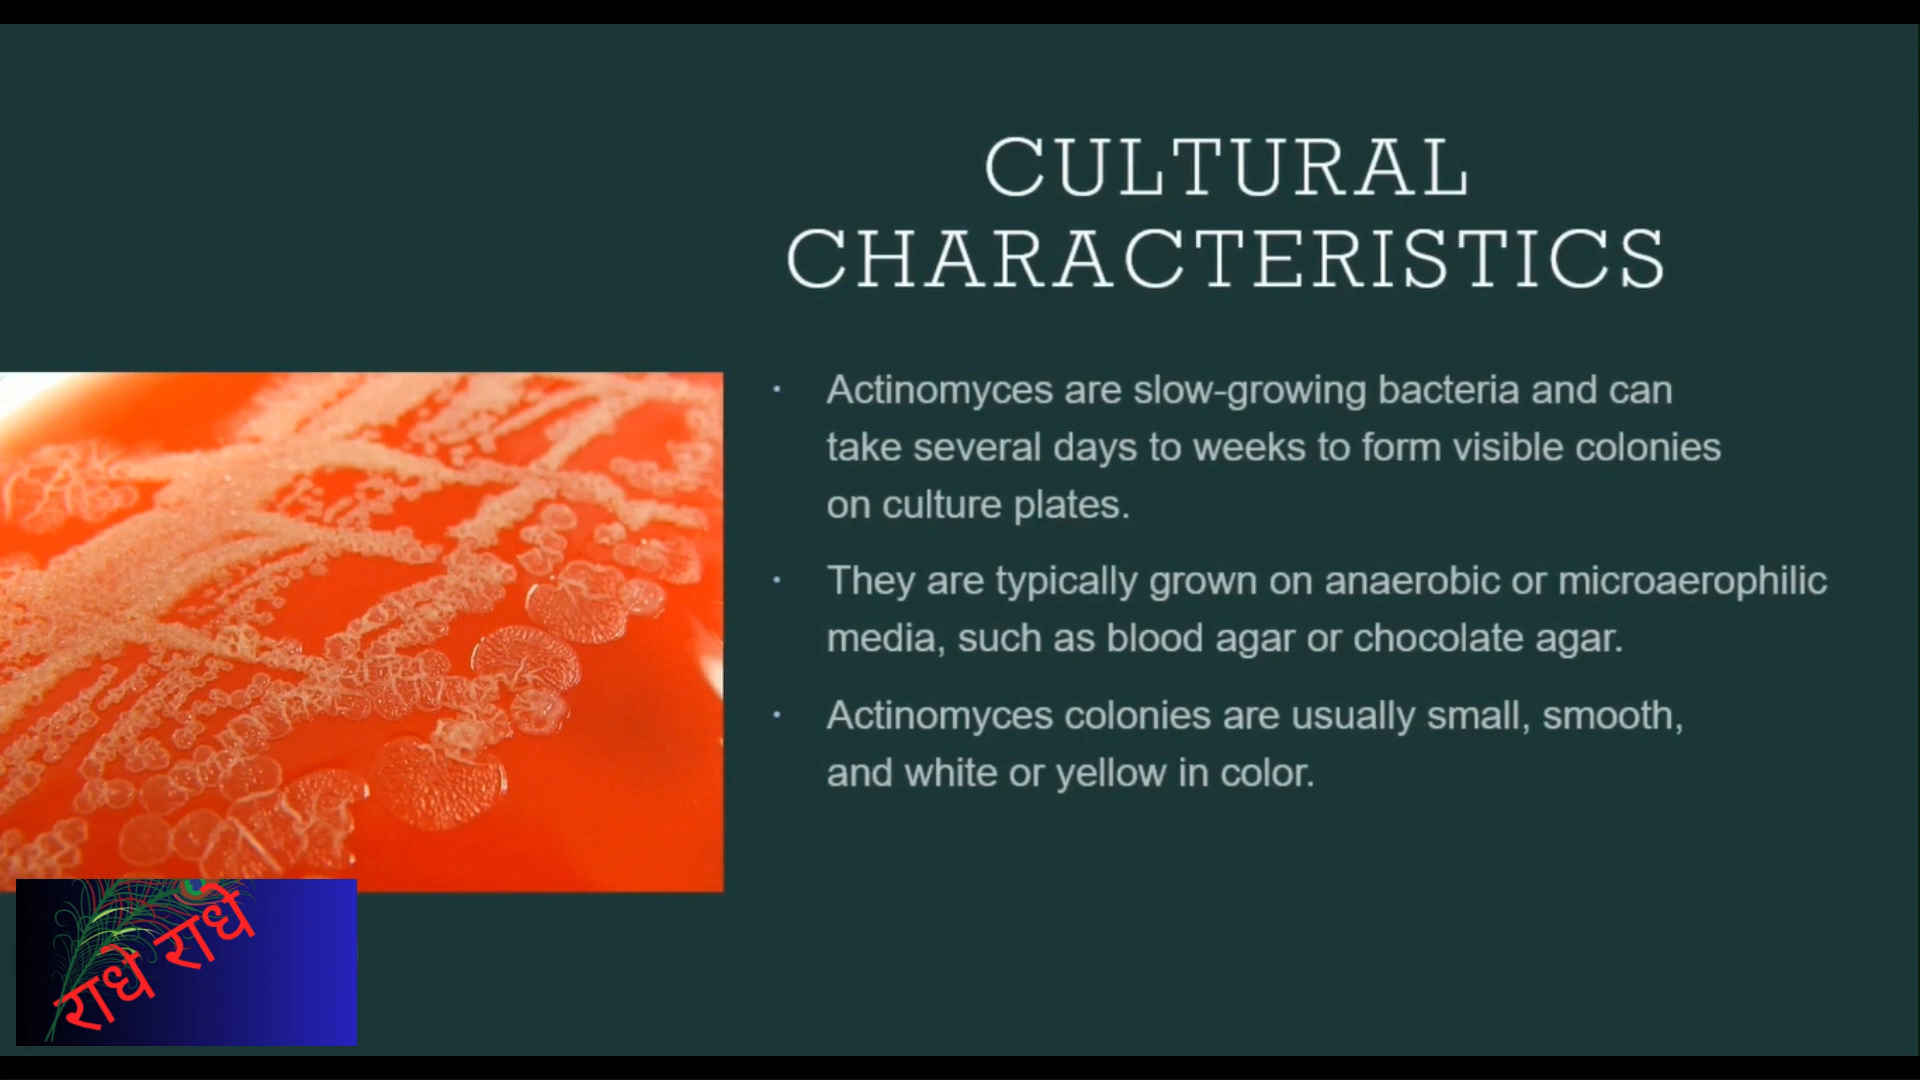 CULTURAL
CHARACTERISTICS
· Actinomyces are slow-growing bacteria and can
take several days to weeks to form visible colonies
on culture plates.
· They are typically grown on anaerobic or microaerophilic
media, such as blood agar or chocolate agar.
· Actinomyces colonies are usually small, smooth,
and white or yellow in color.
राधे राधे